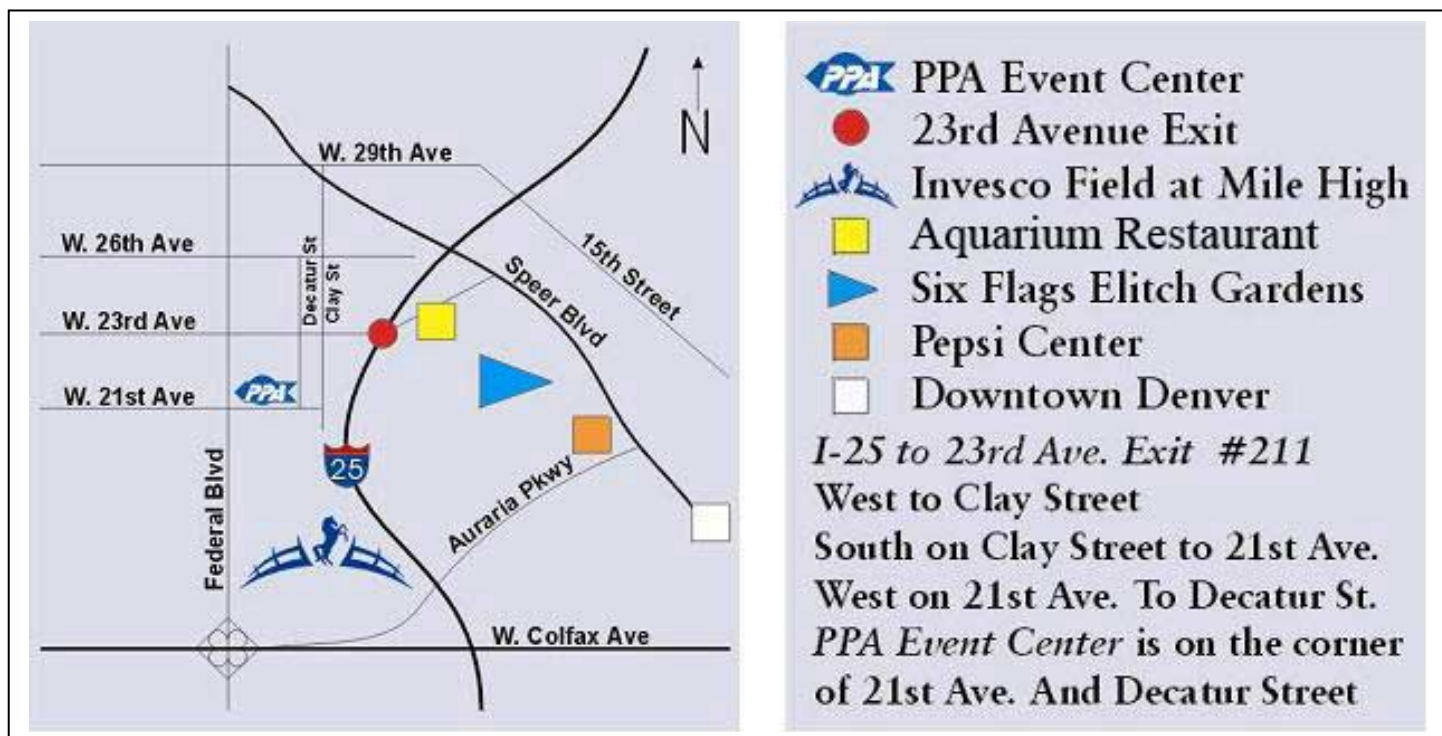 N
W. 29th Ave
W. 26th Ave
Decatur St
Clay St
15th Street
Speer Blvd
W. 23rd Ave
PPA
W. 21st Ave
25
Auraria Pkwy
Federal Blvd
W. Colfax Ave
PPA PPA Event Center
23rd Avenue Exit
Invesco Field at Mile High
Aquarium Restaurant
Six Flags Elitch Gardens
Pepsi Center
Downtown Denver
I-25 to 23rd Ave. Exit #211
West to Clay Street
South on Clay Street to 21st Ave.
West on 21st Ave. To Decatur St.
PPA Event Center is on the corner
of 21st Ave. And Decatur Street